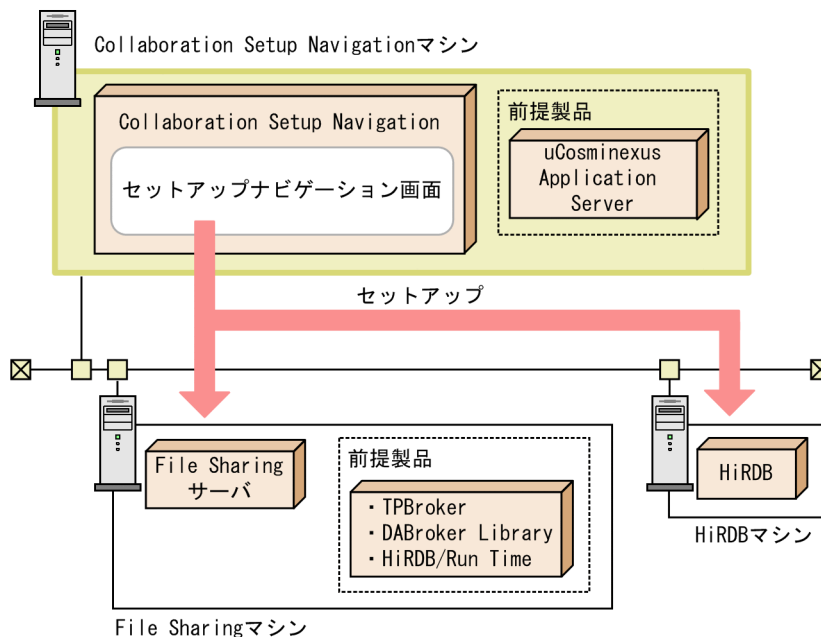 Collaboration Setup Navigationマシン
Collaboration Setup Navigation
セットアップナビゲーション画面
前提製品
uCosminexus
Application
Server
セットアップ
File Sharing
サーバ
前提製品
・TPBroker
・DABroker Library
・HiRDB/Run Time
HiRDB
HiRDBマシン
File Sharingマシン